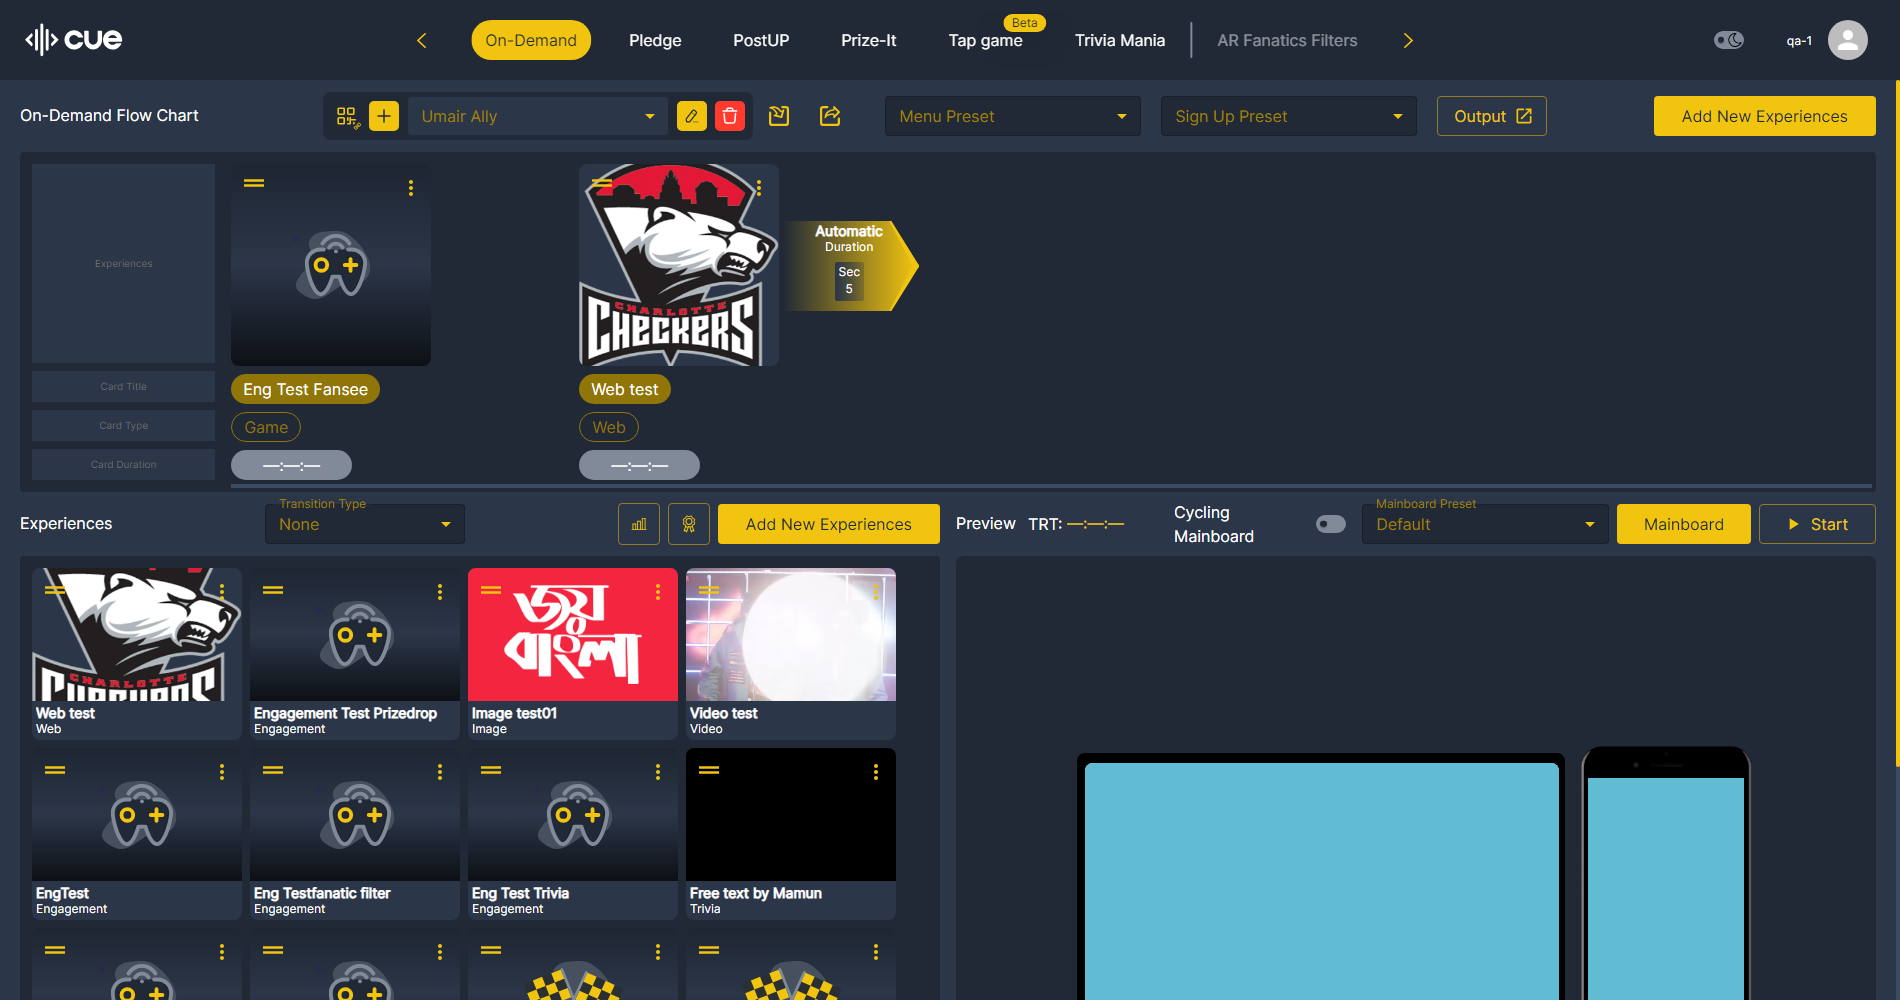 cue
On-Demand
Pledge
PostUP
Prize-It
Tap game
Beta
Trivia Mania
AR Fanatics Filters
qa-1
On-Demand Flow Chart
Umair Ally
Menu Preset
Sign Up Preset
Output
Add New Experiences
Experiences
Card Title
Card Type
Card Duration
CHARLOTTE
CHECKERS
Automatic
Duration
Sec
5
Eng Test Fansee
Game
—:—:—
Web test
Web
—:—:—
Experiences
Transition Type
None
Add New Experiences
Preview
TRT: —:—:—
Cycling
Mainboard
Mainboard Preset
Default
Mainboard
Start
CHARLOTTE
CHECKERS
Web test
Web
Engagement Test Prizedrop
Engagement
জয়
বাংলা
Image test01
Image
Video test
Video
EngTest
Engagement
Eng Testfanatic filter
Engagement
Eng Test Trivia
Engagement
Free text by Mamun
Trivia